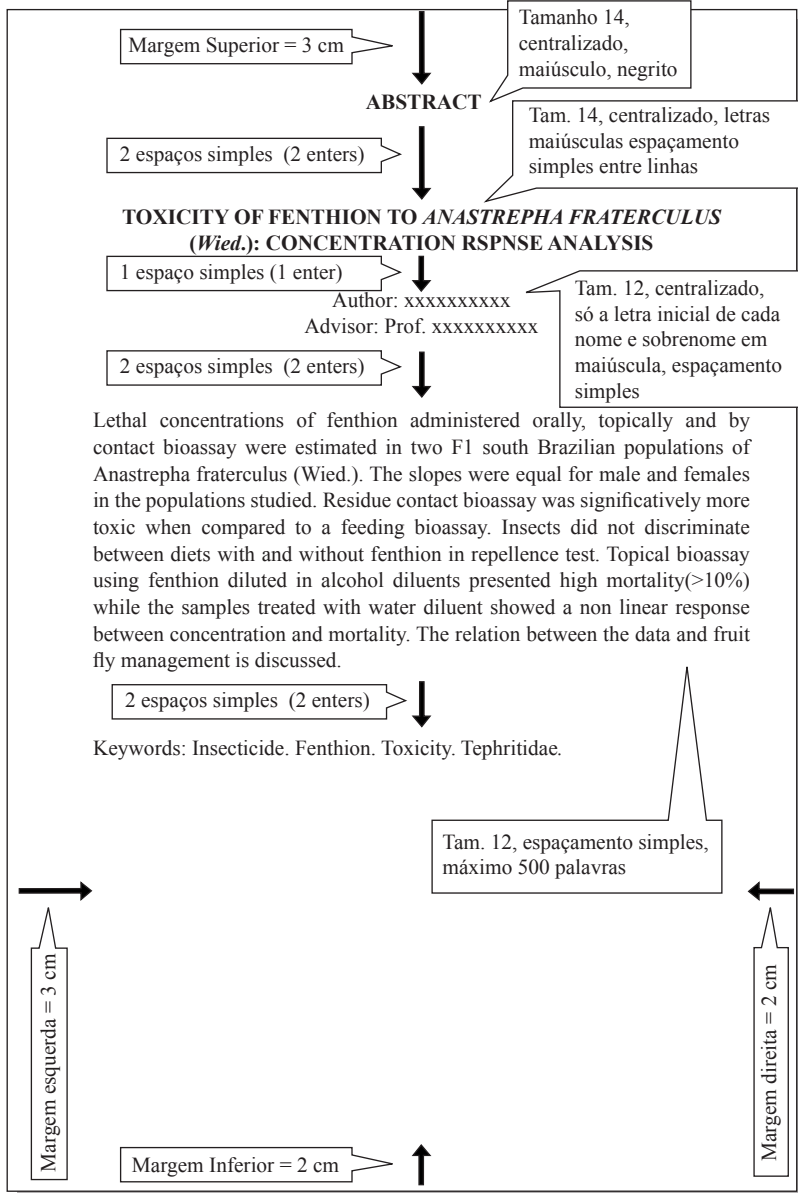 Margem Superior = 3 cm
Tamanho 14,
centralizado,
maiúsculo, negrito
ABSTRACT
Tam. 14, centralizado, letras
maiúsculas espaçamento
simples entre linhas
2 espaços simples (2 enters)
TOXICITY OF FENTHION TO ANASTREPHA FRATERCULUS
(Wied.): CONCENTRATION RSPNSE ANALYSIS
1 espaço simples (1 enter)
Author: xxxxxxxxxx
Advisor: Prof. xxxxxxxxxx
Tam. 12, centralizado,
só a letra inicial de cada
nome e sobrenome em
maiúscula, espaçamento
simples
2 espaços simples (2 enters)
Lethal concentrations of fenthion administered orally, topically and by
contact bioassay were estimated in two F1 south Brazilian populations of
Anastrepha fraterculus (Wied.). The slopes were equal for male and females
in the populations studied. Residue contact bioassay was significatively more
toxic when compared to a feeding bioassay. Insects did not discriminate
between diets with and without fenthion in repellence test. Topical bioassay
using fenthion diluted in alcohol diluents presented high mortality(>10%)
while the samples treated with water diluent showed a non linear response
between concentration and mortality. The relation between the data and fruit
fly management is discussed.
2 espaços simples (2 enters)
Keywords: Insecticide. Fenthion. Toxicity. Tephritidae.
Tam. 12, espaçamento simples,
máximo 500 palavras
Margem esquerda = 3 cm
Margem direita = 2 cm
Margem Inferior = 2 cm